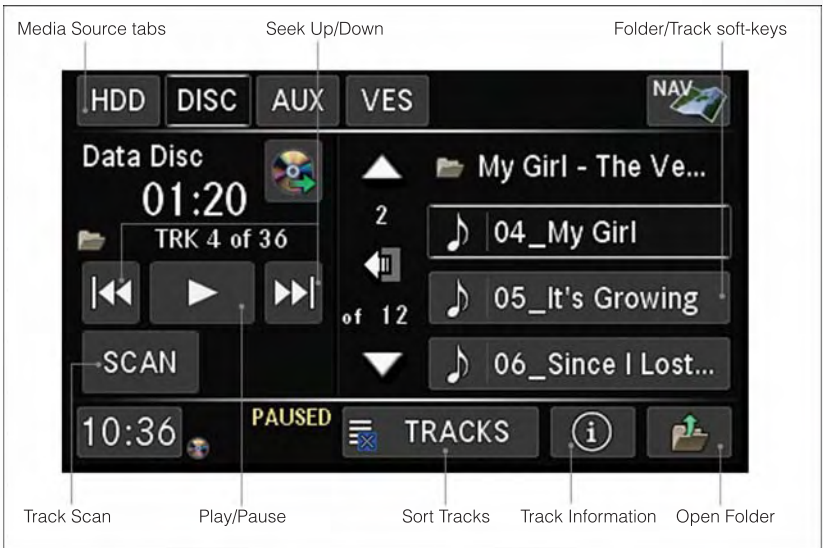 Media Source tabs
Seek Up/Down
Folder/Track soft-keys
HDD
DISC
AUX
VES
NAV
Data Disc
01:20
TRK 4 of 36
2
of 12
My Girl - The Ve...
04_My Girl
05_It's Growing
06_Since I Lost...
SCAN
10:36
PAUSED
TRACKS
i
Track Scan
Play/Pause
Sort Tracks
Track Information
Open Folder